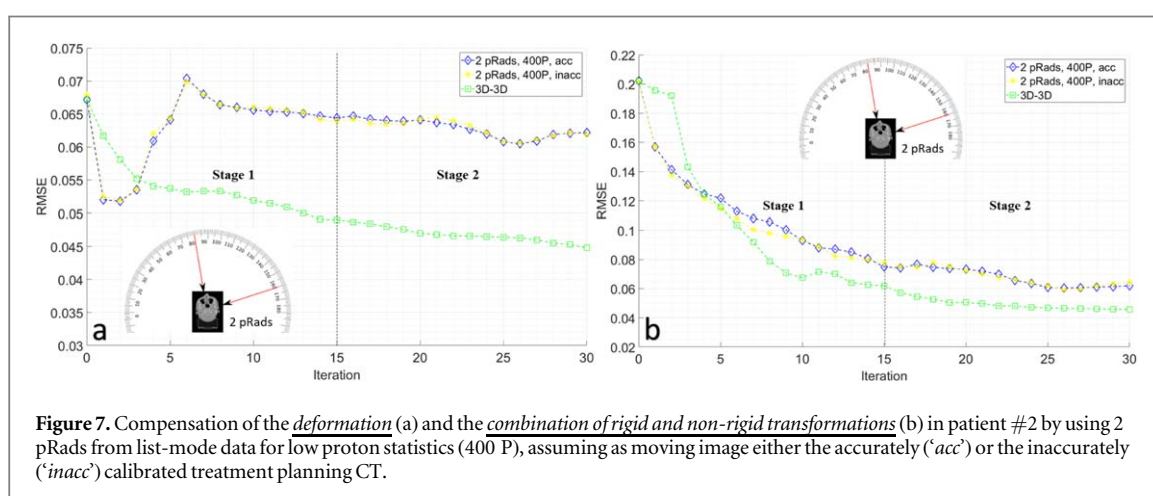 0.075
0.07
0.065
0.06
0.055
0.05
0.045
0.04
0.035
0.03
RMSE
0 5 10 15 20 25 30
Iteration
2 pRads, 400P, acc
2 pRads, 400P, inacc
3D-3D
Stage 1
Stage 2
2 pRads
a
0.22
0.2
0.18
0.16
0.14
0.12
0.1
0.08
0.06
0.04
0.02
RMSE
0 5 10 15 20 25 30
Iteration
2 pRads, 400P, acc
2 pRads, 400P, inacc
3D-3D
Stage 1
Stage 2
2 pRads
b
Figure 7. Compensation of the deformation (a) and the combination of rigid and non-rigid transformations (b) in patient #2 by using 2
pRads from list-mode data for low proton statistics (400 P), assuming as moving image either the accurately (‘acc’) or the inaccurately
(‘inacc’) calibrated treatment planning CT.